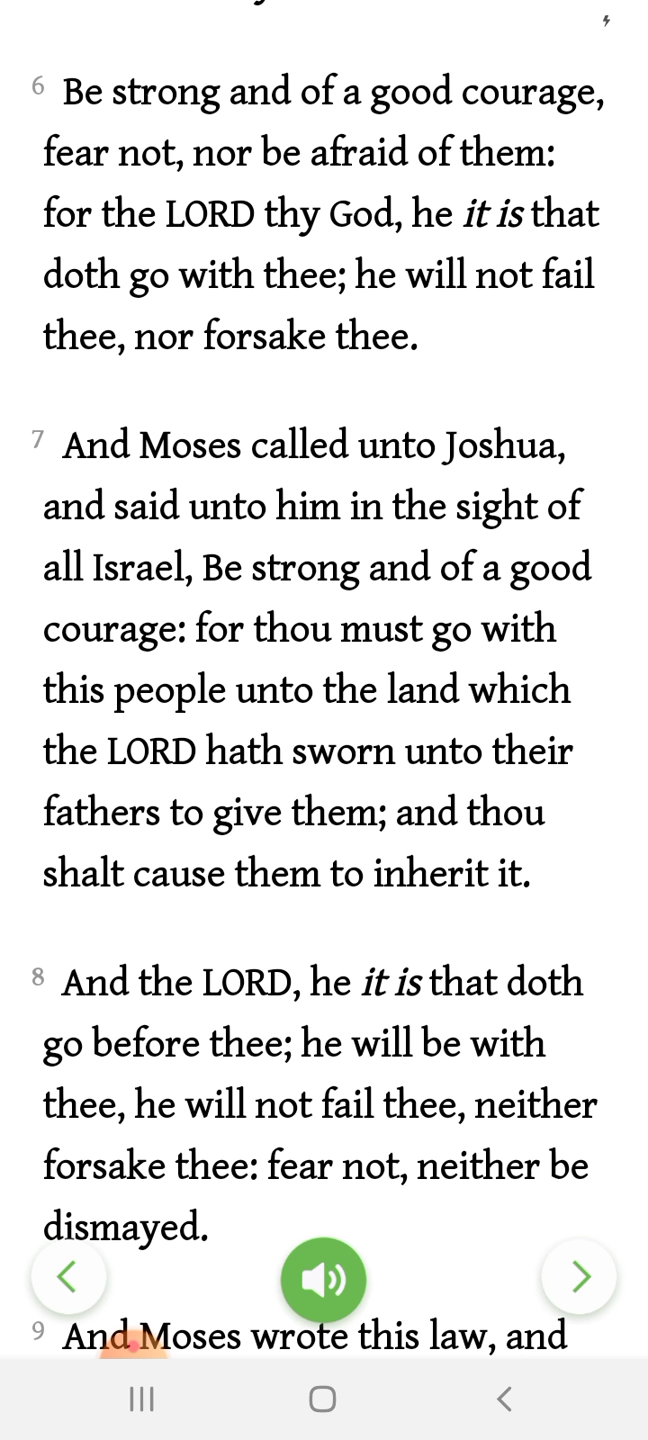 6 Be strong and of a good courage,
fear not, nor be afraid of them:
for the LORD thy God, he it is that
doth go with thee; he will not fail
thee, nor forsake thee.
7 And Moses called unto Joshua,
and said unto him in the sight of
all Israel, Be strong and of a good
courage: for thou must go with
this people unto the land which
the LORD hath sworn unto their
fathers to give them; and thou
shalt cause them to inherit it.
8 And the LORD, he it is that doth
go before thee; he will be with
thee, he will not fail thee, neither
forsake thee: fear not, neither be
dismayed.
9 And Moses wrote this law, and